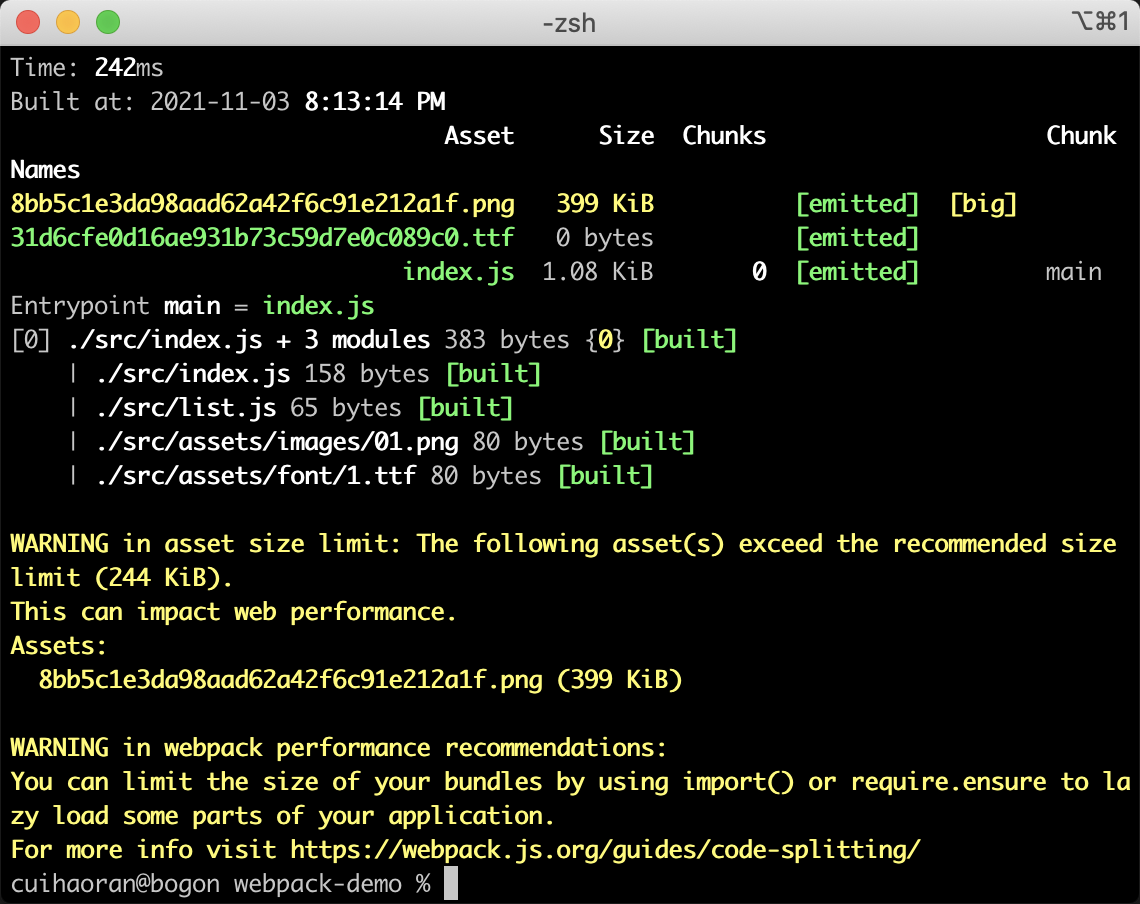 -zsh
⌥⌘1
Time: 242ms
Built at: 2021-11-03 8:13:14 PM
Asset Size Chunks Chunk
Names
8bb5c1e3da98aad62a42f6c91e212a1f.png 399 KiB [emitted] [big]
31d6cfe0d16ae931b73c59d7e0c089c0.ttf 0 bytes [emitted]
index.js 1.08 KiB 0 [emitted] main
Entrypoint main = index.js
[0] ./src/index.js + 3 modules 383 bytes {0} [built]
| ./src/index.js 158 bytes [built]
| ./src/list.js 65 bytes [built]
| ./src/assets/images/01.png 80 bytes [built]
| ./src/assets/font/1.ttf 80 bytes [built]
WARNING in asset size limit: The following asset(s) exceed the recommended size
limit (244 KiB).
This can impact web performance.
Assets:
8bb5c1e3da98aad62a42f6c91e212a1f.png (399 KiB)
WARNING in webpack performance recommendations:
You can limit the size of your bundles by using import() or require.ensure to la
zy load some parts of your application.
For more info visit https://webpack.js.org/guides/code-splitting/
cuihaoran@bogon webpack-demo %